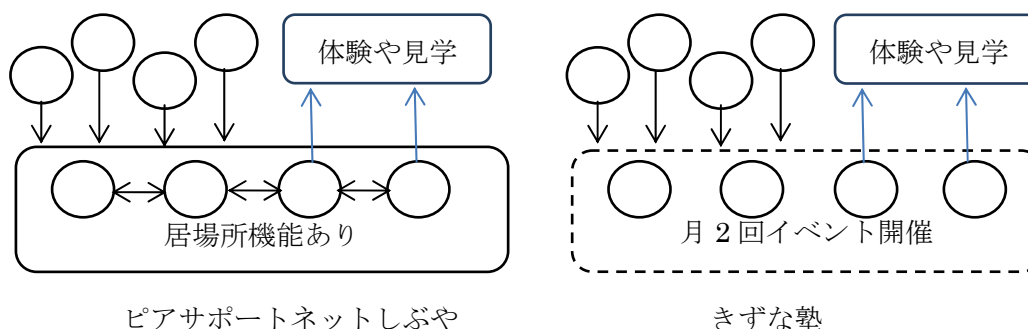 体験や見学
居場所機能あり
ピアサポートネットしぶや
体験や見学
月 2 回イベント開催
きずな塾